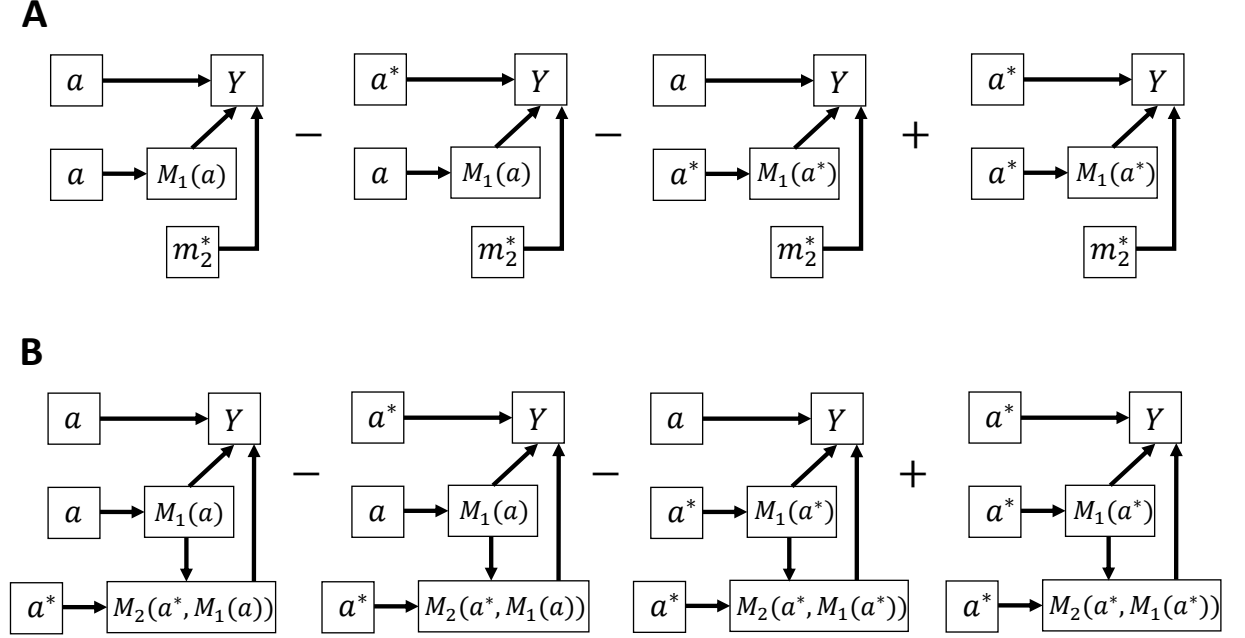 A
a Y a* Y a Y a* Y
− − +
a M₁(a) a M₁(a) a* M₁(a*) a* M₁(a*)
m₂* m₂* m₂* m₂*
B
a Y a* Y a Y a* Y
− − +
a M₁(a) a M₁(a) a* M₁(a*) a* M₁(a*)
a* M₂(a*, M₁(a)) a* M₂(a*, M₁(a)) a* M₂(a*, M₁(a*)) a* M₂(a*, M₁(a*))